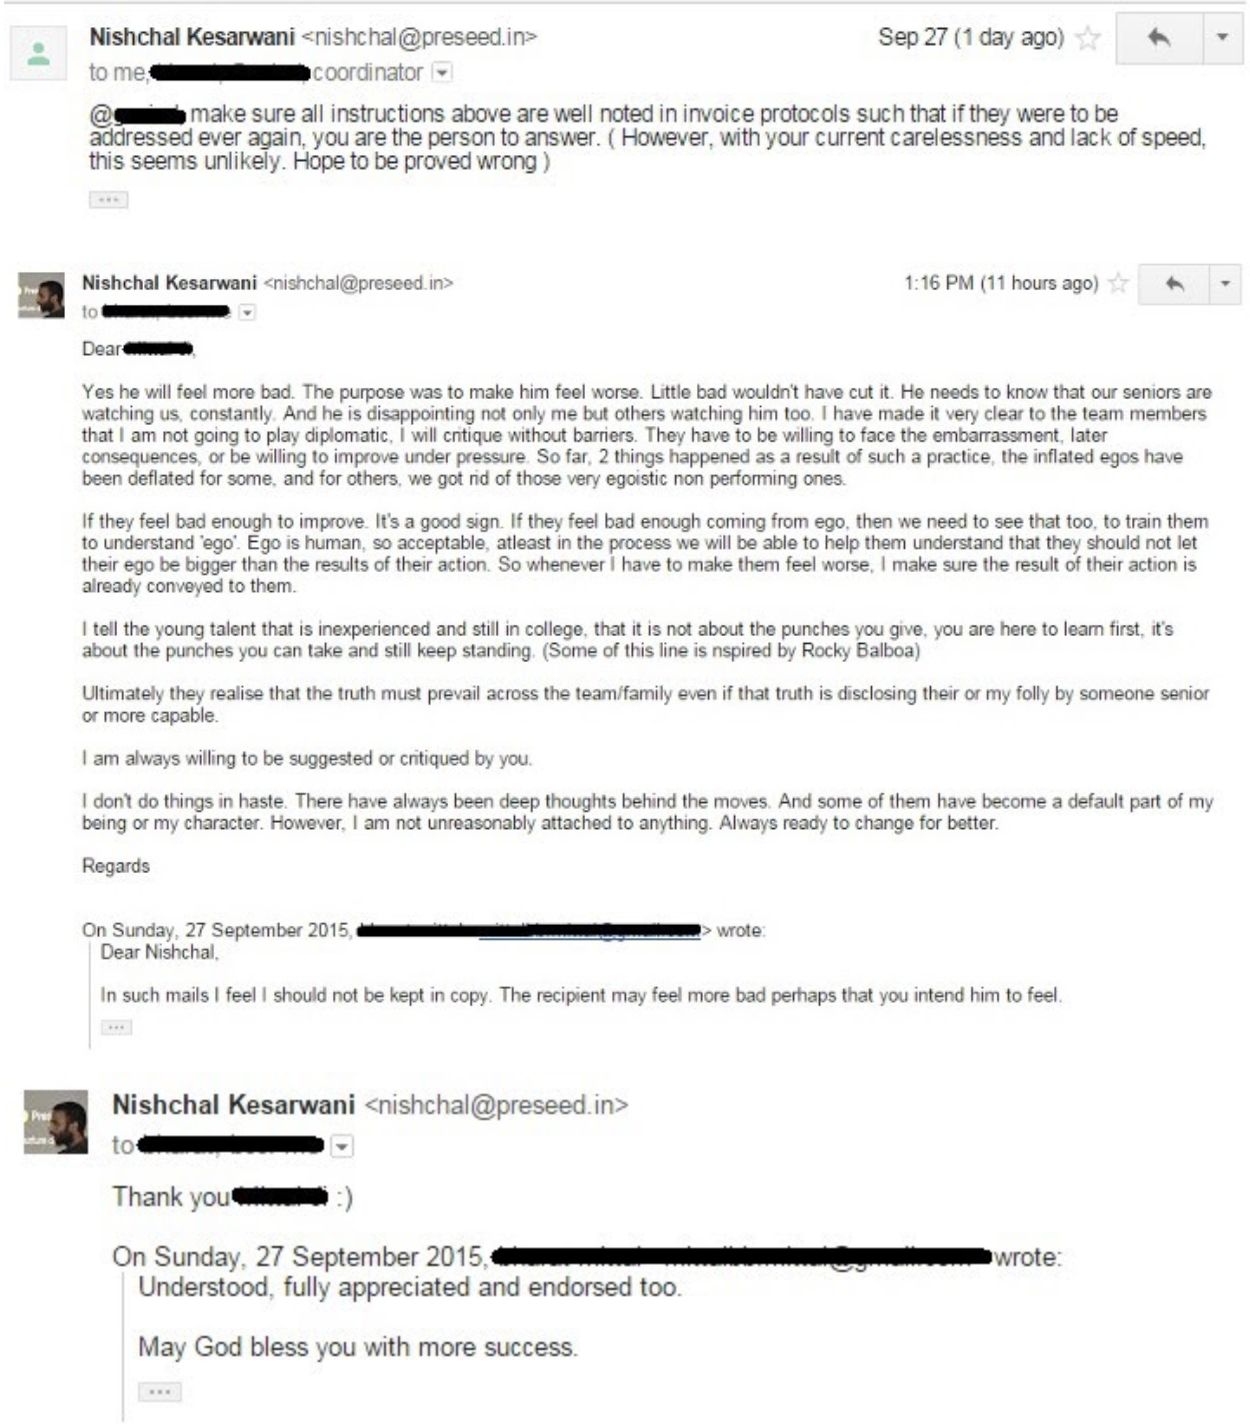 Nishchal Kesarwani <nishchal@preseed.in> Sep 27 (1 day ago)
to me, coordinator
@ make sure all instructions above are well noted in invoice protocols such that if they were to be
addressed ever again, you are the person to answer. ( However, with your current carelessness and lack of speed,
this seems unlikely. Hope to be proved wrong )
Nishchal Kesarwani <nishchal@preseed.in> 1:16 PM (11 hours ago)
to
Dear ,
Yes he will feel more bad. The purpose was to make him feel worse. Little bad wouldn't have cut it. He needs to know that our seniors are
watching us, constantly. And he is disappointing not only me but others watching him too. I have made it very clear to the team members
that I am not going to play diplomatic, I will critique without barriers. They have to be willing to face the embarrassment, later
consequences, or be willing to improve under pressure. So far, 2 things happened as a result of such a practice, the inflated egos have
been deflated for some, and for others, we got rid of those very egoistic non performing ones.
If they feel bad enough to improve. It's a good sign. If they feel bad enough coming from ego, then we need to see that too, to train them
to understand 'ego'. Ego is human, so acceptable, atleast in the process we will be able to help them understand that they should not let
their ego be bigger than the results of their action. So whenever I have to make them feel worse, I make sure the result of their action is
already conveyed to them.
I tell the young talent that is inexperienced and still in college, that it is not about the punches you give, you are here to learn first, it's
about the punches you can take and still keep standing. (Some of this line is nspired by Rocky Balboa)
Ultimately they realise that the truth must prevail across the team/family even if that truth is disclosing their or my folly by someone senior
or more capable.
I am always willing to be suggested or critiqued by you.
I don't do things in haste. There have always been deep thoughts behind the moves. And some of them have become a default part of my
being or my character. However, I am not unreasonably attached to anything. Always ready to change for better.
Regards
On Sunday, 27 September 2015, > wrote:
Dear Nishchal,
In such mails I feel I should not be kept in copy. The recipient may feel more bad perhaps that you intend him to feel.
Nishchal Kesarwani <nishchal@preseed.in>
to
Thank you :)
On Sunday, 27 September 2015, wrote:
Understood, fully appreciated and endorsed too.
May God bless you with more success.